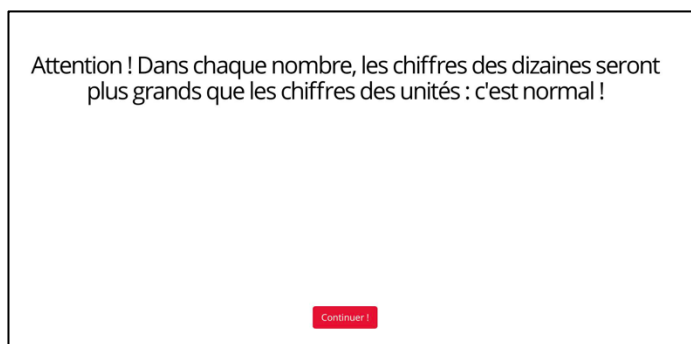 Attention ! Dans chaque nombre, les chiffres des dizaines seront
plus grands que les chiffres des unités : c'est normal !
Continuer !